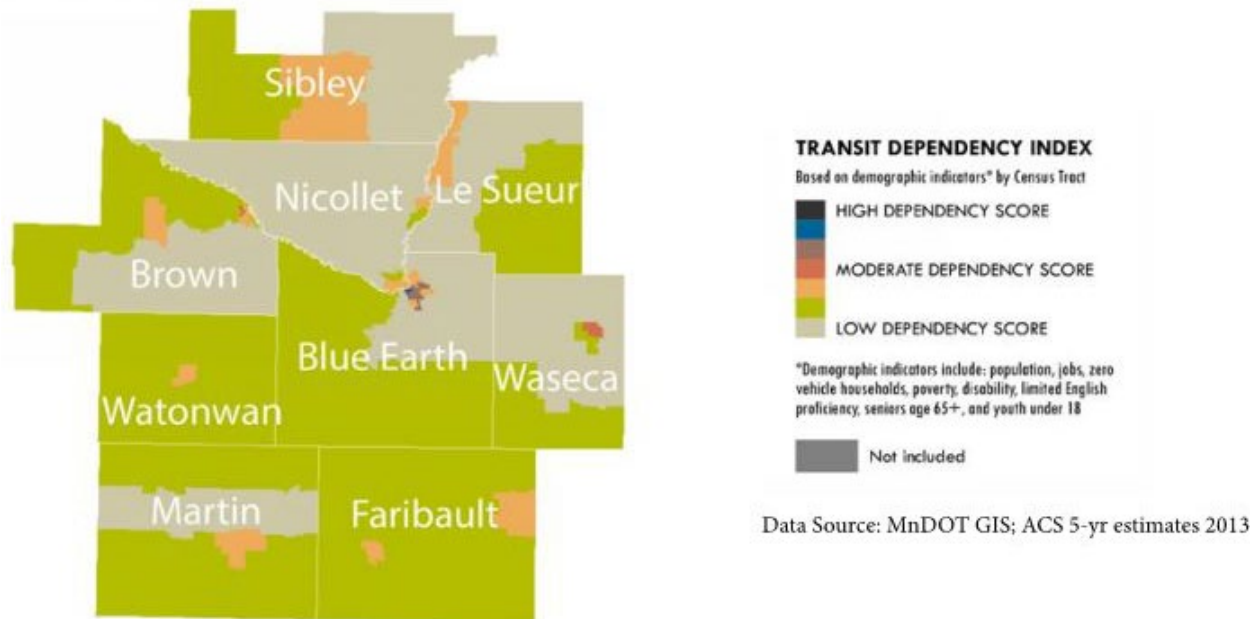 Sibley
Nicollet
Le Sueur
Brown
Blue Earth
Waseca
Watonwan
Martin
Faribault
TRANSIT DEPENDENCY INDEX
Based on demographic indicators* by Census Tract
HIGH DEPENDENCY SCORE
MODERATE DEPENDENCY SCORE
LOW DEPENDENCY SCORE
*Demographic indicators include: population, jobs, zero
vehicle households, poverty, disability, limited English
proficiency, seniors age 65+, and youth under 18
Not included
Data Source: MnDOT GIS; ACS 5-yr estimates 2013